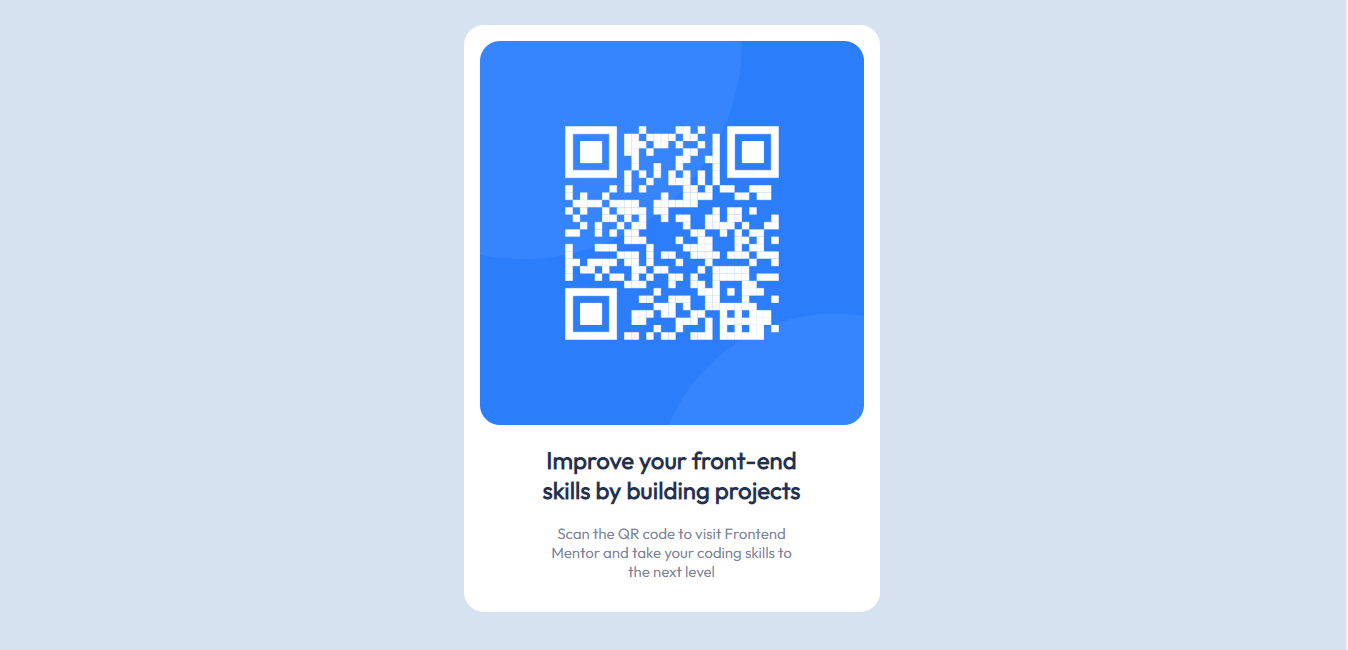 Improve your front-end
skills by building projects
Scan the QR code to visit Frontend
Mentor and take your coding skills to
the next level